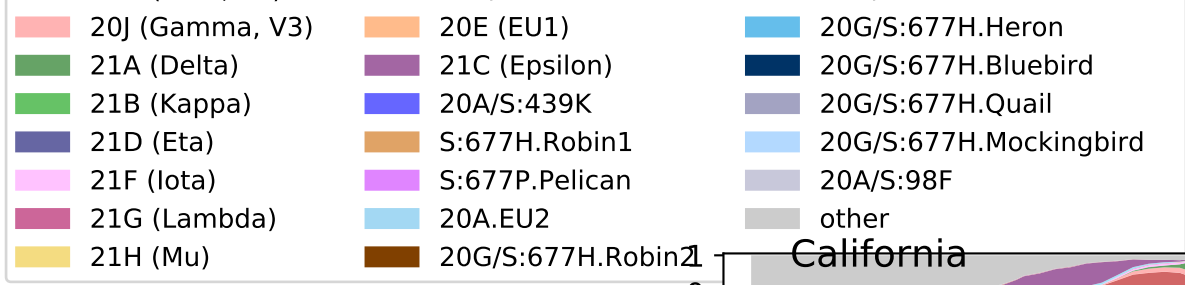 20J (Gamma, V3)
21A (Delta)
21B (Kappa)
21D (Eta)
21F (Iota)
21G (Lambda)
21H (Mu)
20E (EU1)
21C (Epsilon)
20A/S:439K
S:677H.Robin1
S:677P.Pelican
20A.EU2
20G/S:677H.Robin2
20G/S:677H.Heron
20G/S:677H.Bluebird
20G/S:677H.Quail
20G/S:677H.Mockingbird
20A/S:98F
other
California
1